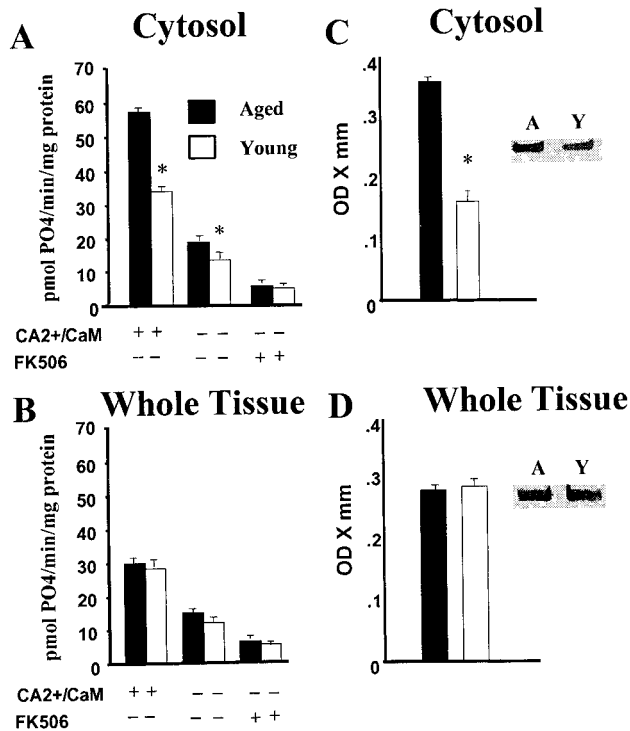 A Cytosol
pmol PO4/min/mg protein
70
60
50
40
30
20
10
0
Aged
Young
*
*
CA2+/CaM + + – – – –
FK506 – – – – + +
B Whole Tissue
pmol PO4/min/mg protein
70
60
50
40
30
20
10
0
CA2+/CaM + + – – – –
FK506 – – – – + +
C Cytosol
OD X mm
.4
.3
.2
.1
0
*
A Y
D Whole Tissue
OD X mm
.4
.3
.2
.1
0
A Y